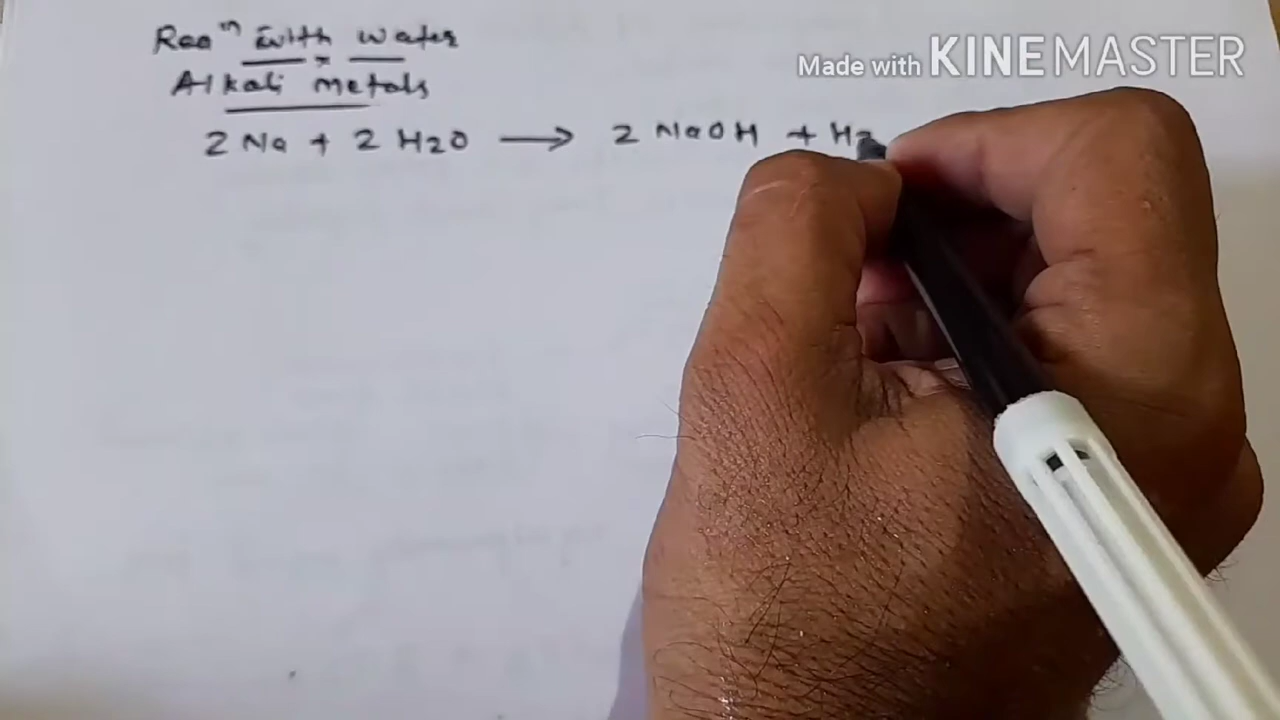 Made with KINEMASTER
Reaⁿ with water
Alkali metals
2 Na + 2 H2O ⟶ 2 NaOH + H2